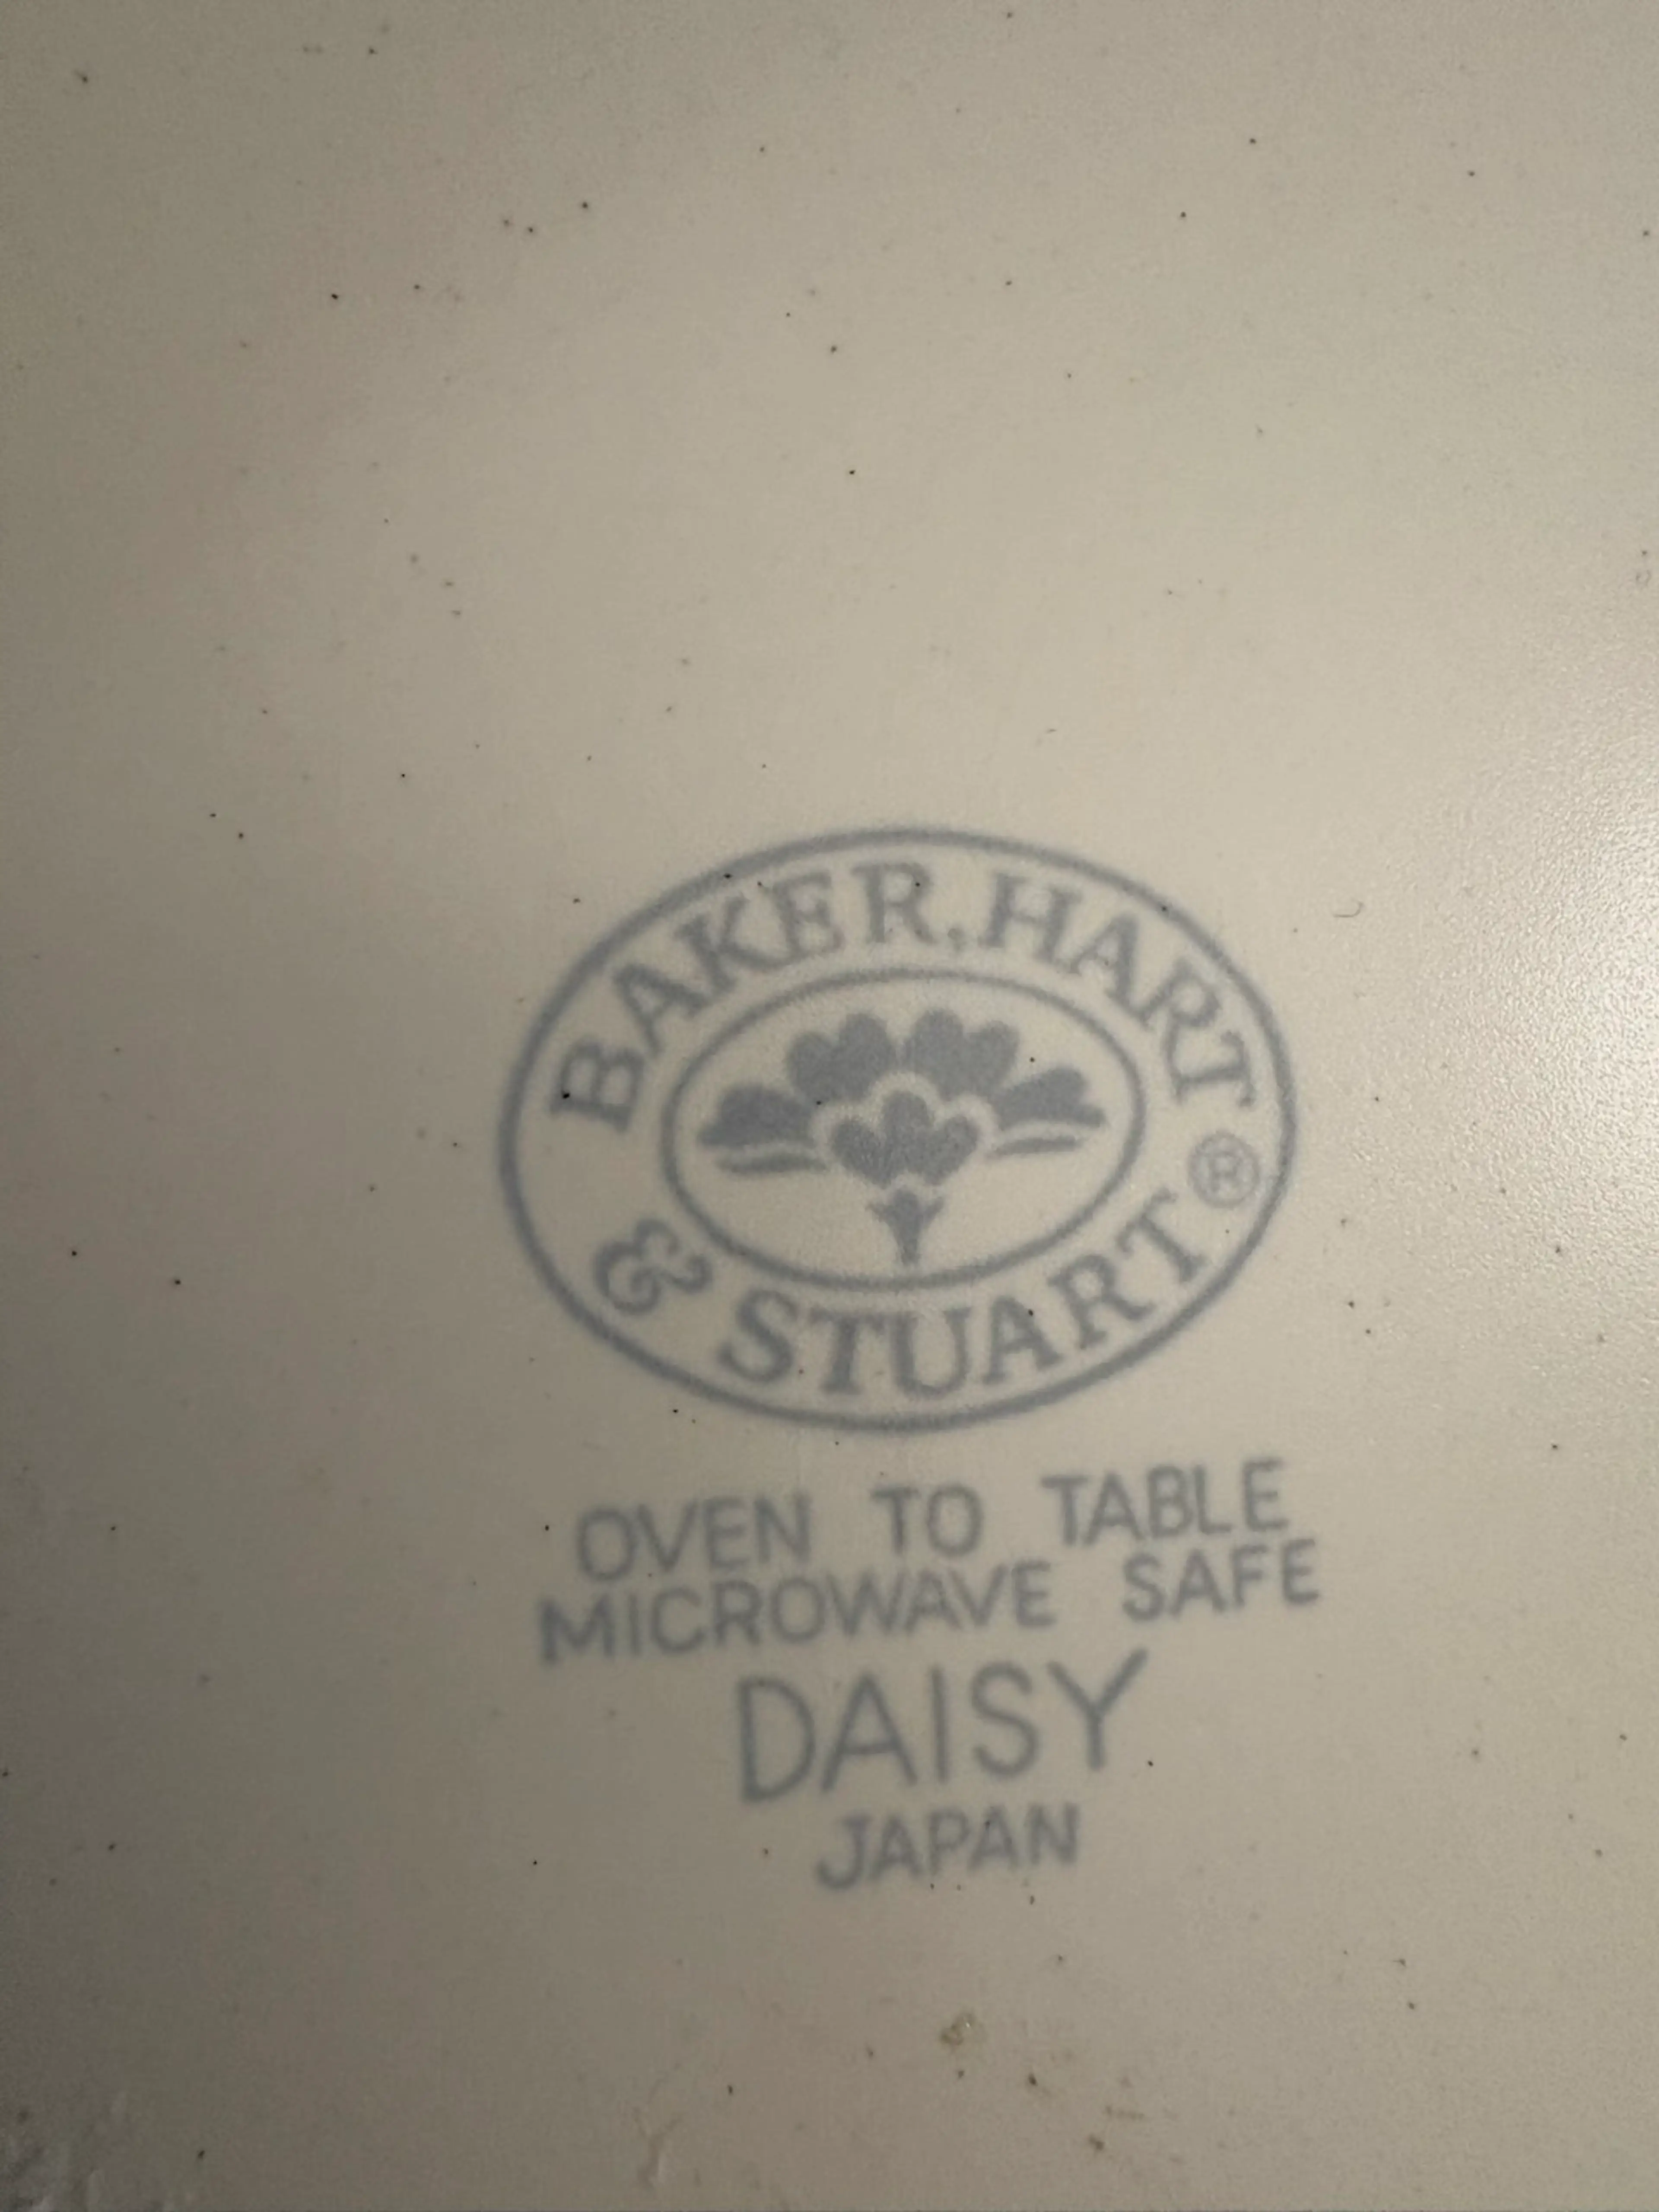 BAKER, HART
& STUART ®
OVEN TO TABLE
MICROWAVE SAFE
DAISY
JAPAN